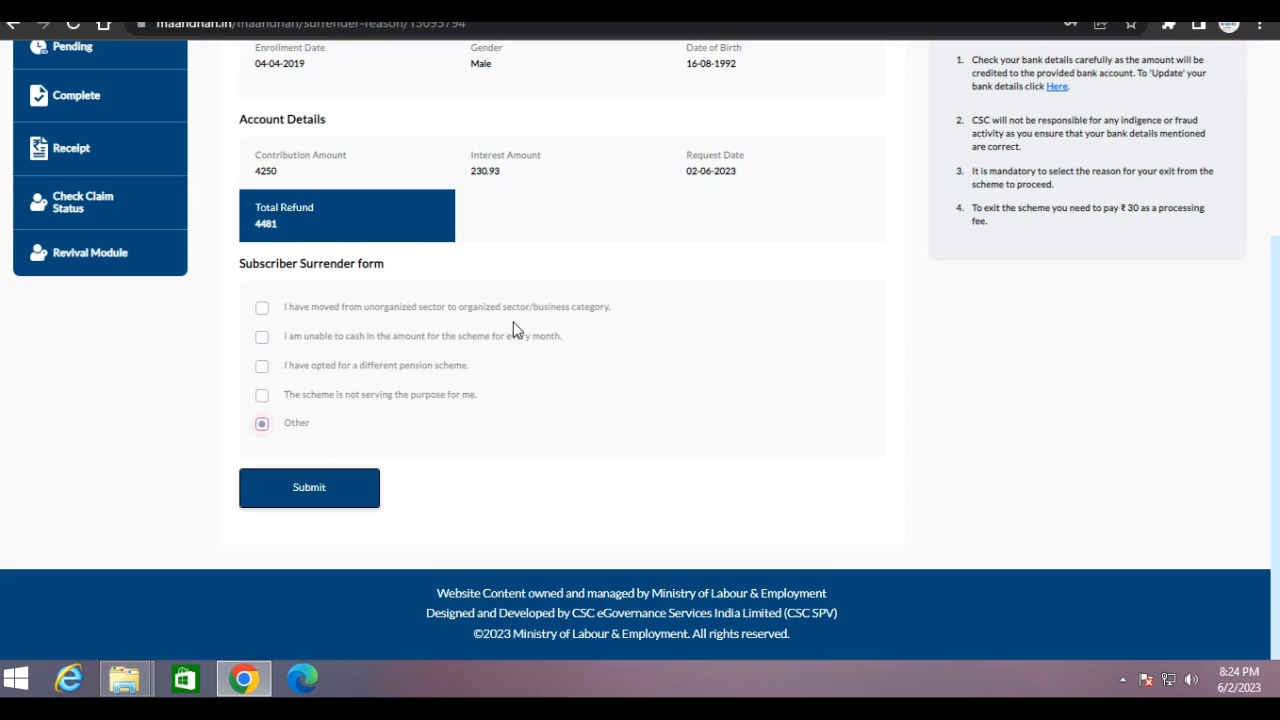 maandhan.in/maandhan/surrender-reason/13095794
Pending
Complete
Receipt
Check Claim
Status
Revival Module
Enrollment Date
04-04-2019
Gender
Male
Date of Birth
16-08-1992
Account Details
Contribution Amount
4250
Interest Amount
230.93
Request Date
02-06-2023
Total Refund
4481
Subscriber Surrender form
I have moved from unorganized sector to organized sector/business category.
I am unable to cash in the amount for the scheme for every month.
I have opted for a different pension scheme.
The scheme is not serving the purpose for me.
Other
Submit
1. Check your bank details carefully as the amount will be
credited to the provided bank account. To 'Update' your
bank details click Here.
2. CSC will not be responsible for any indigence or fraud
activity as you ensure that your bank details mentioned
are correct.
3. It is mandatory to select the reason for your exit from the
scheme to proceed.
4. To exit the scheme you need to pay ₹ 30 as a processing
fee.
Website Content owned and managed by Ministry of Labour & Employment
Designed and Developed by CSC eGovernance Services India Limited (CSC SPV)
©2023 Ministry of Labour & Employment. All rights reserved.
8:24 PM
6/2/2023